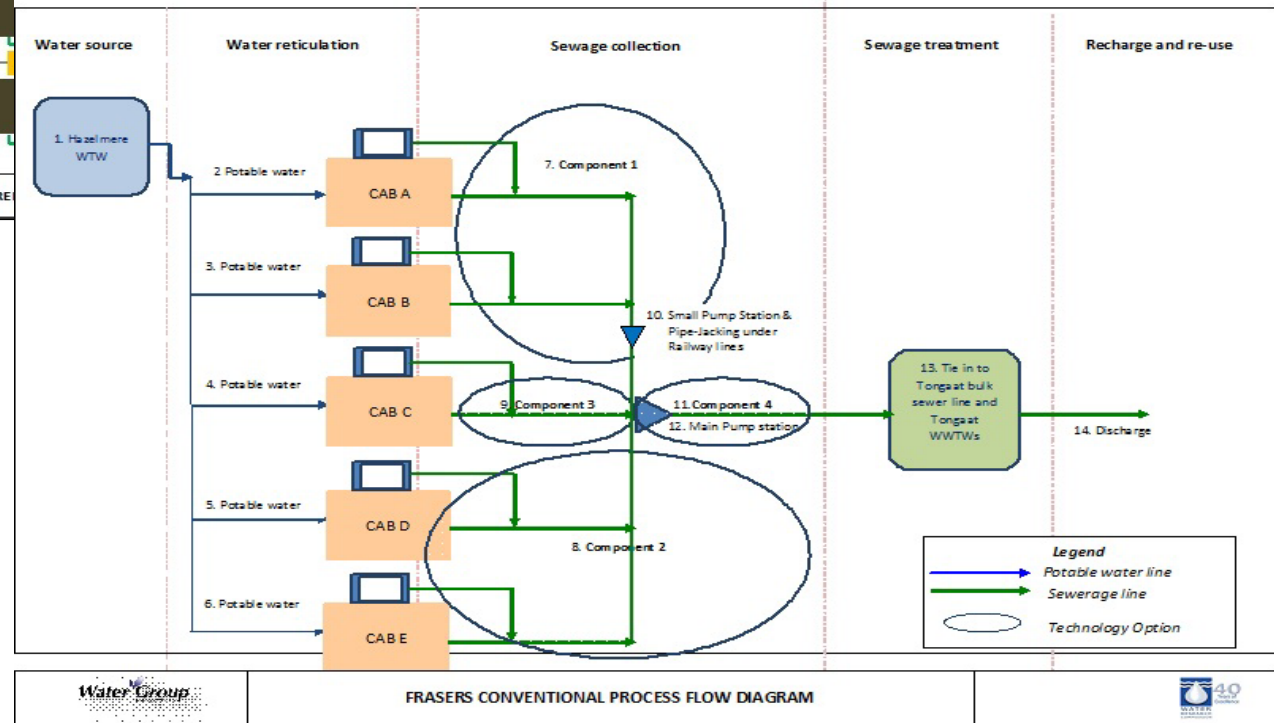 Water source
Water reticulation
Sewage collection
Sewage treatment
Recharge and re-use
1. Hazelmere
WTW
2 Potable water
CAB A
7. Component 1
3. Potable water
CAB B
10. Small Pump Station &
Pipe-Jacking under
Railway lines
4. Potable water
CAB C
9. Component 3
11. Component 4
12. Main Pump station
13. Tie in to
Tongaat bulk
sewer line and
Tongaat
WWTWs
14. Discharge
5. Potable water
CAB D
8. Component 2
6. Potable water
CAB E
Legend
Potable water line
Sewerage line
Technology Option
Water Group
FRASERS CONVENTIONAL PROCESS FLOW DIAGRAM
40
WATER